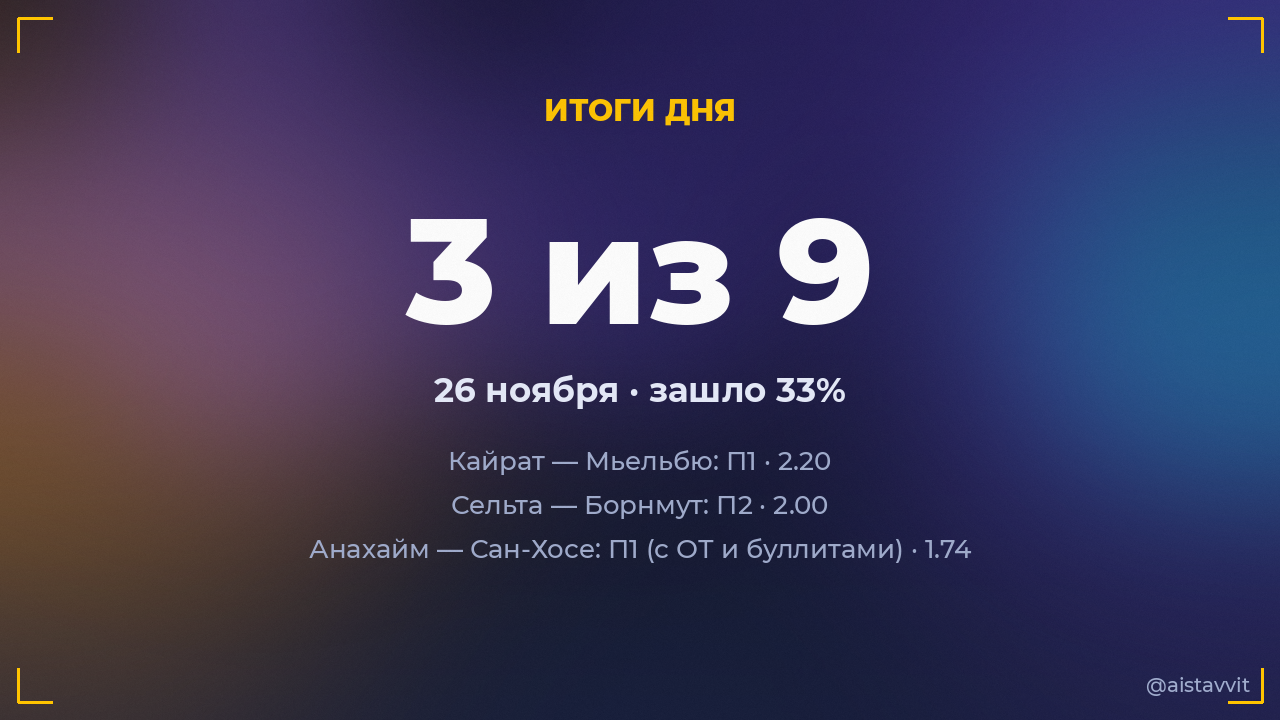 ИТОГИ ДНЯ
3 из 9
26 ноября · зашло 33%
Кайрат — Мьельбю: П1 · 2.20
Сельта — Борнмут: П2 · 2.00
Анахайм — Сан-Хосе: П1 (с ОТ и буллитами) · 1.74
@aistavvit